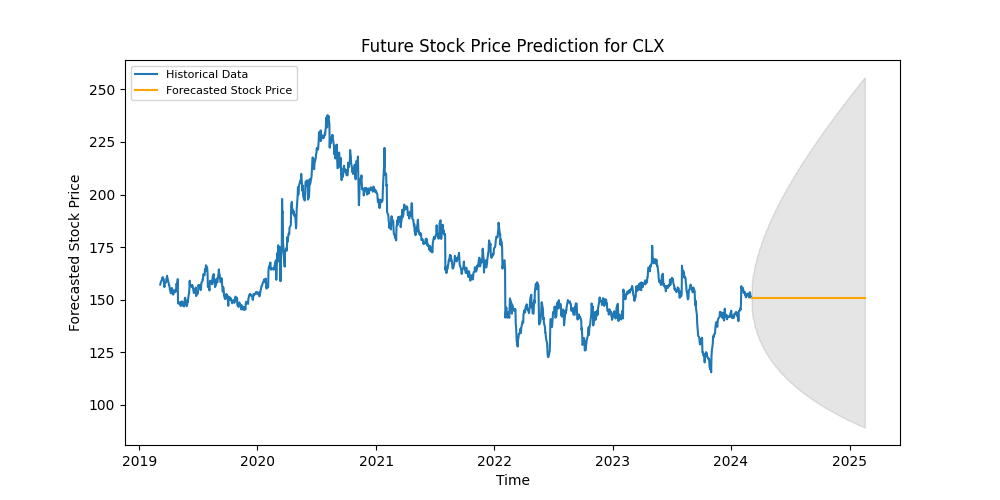 Future Stock Price Prediction for CLX
Historical Data
Forecasted Stock Price
250
225
200
175
150
125
100
Forecasted Stock Price
2019
2020
2021
2022
2023
2024
2025
Time